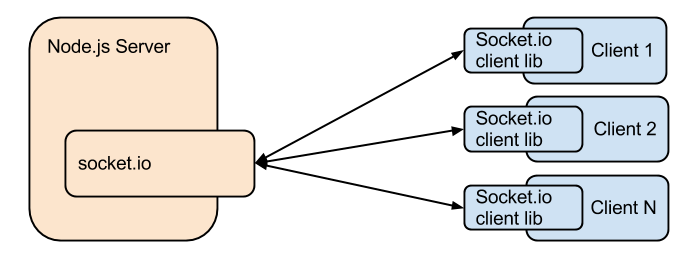 Node.js Server
socket.io
Socket.io
client lib
Client 1
Socket.io
client lib
Client 2
Socket.io
client lib
Client N